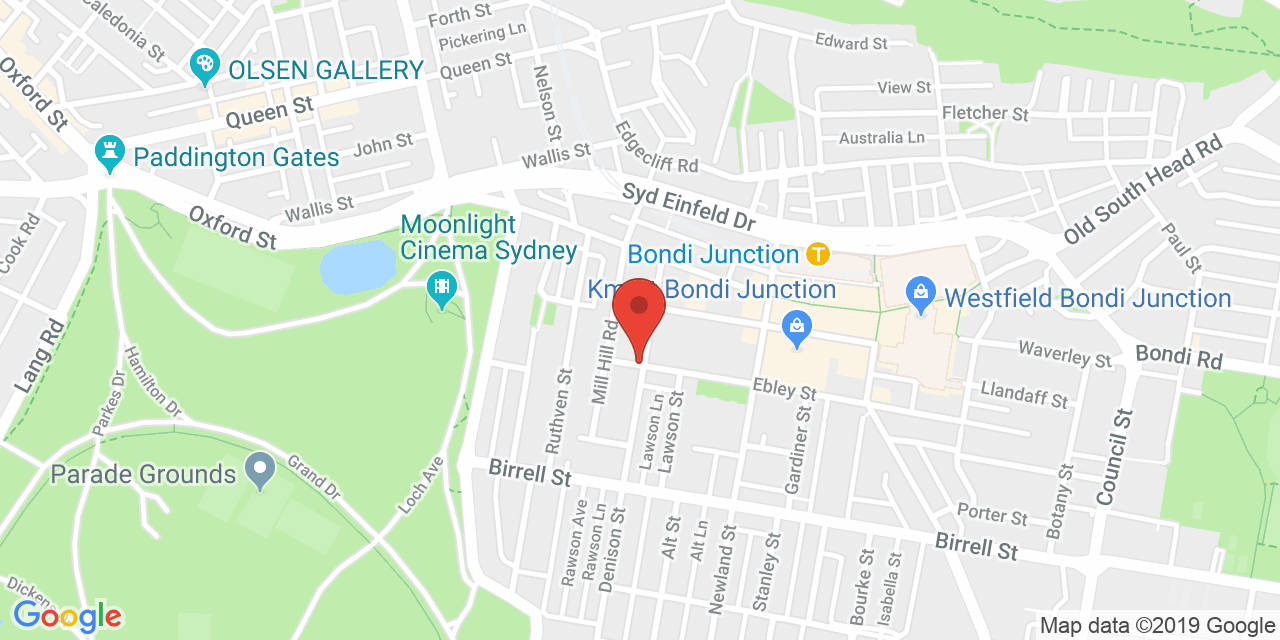 Caledonia St
Forth St
Pickering Ln
Queen St
Edward St
Oxford St
OLSEN GALLERY
Nelson St
View St
Queen St
Fletcher St
John St
Edgecliff Rd
Australia Ln
Paddington Gates
Wallis St
Old South Head Rd
Syd Einfeld Dr
Wallis St
Oxford St
Cook Rd
Moonlight
Cinema Sydney
Bondi Junction
T
Paul St
Bondi Junction
Westfield Bondi Junction
Lang Rd
Mill Hill Rd
Waverley St
Bondi Rd
Hamilton Dr
Parkes Dr
Ruthven St
Ebley St
Llandaff St
Lawson Ln
Lawson St
Gardiner St
Council St
Parade Grounds
Grand Dr
Loch Ave
Birrell St
Botany St
Porter St
Rawson Ave
Rawson Ln
Denison St
Alt St
Alt Ln
Newland St
Stanley St
Birrell St
Bourke St
Isabella St
Google
Map data ©2019 Google